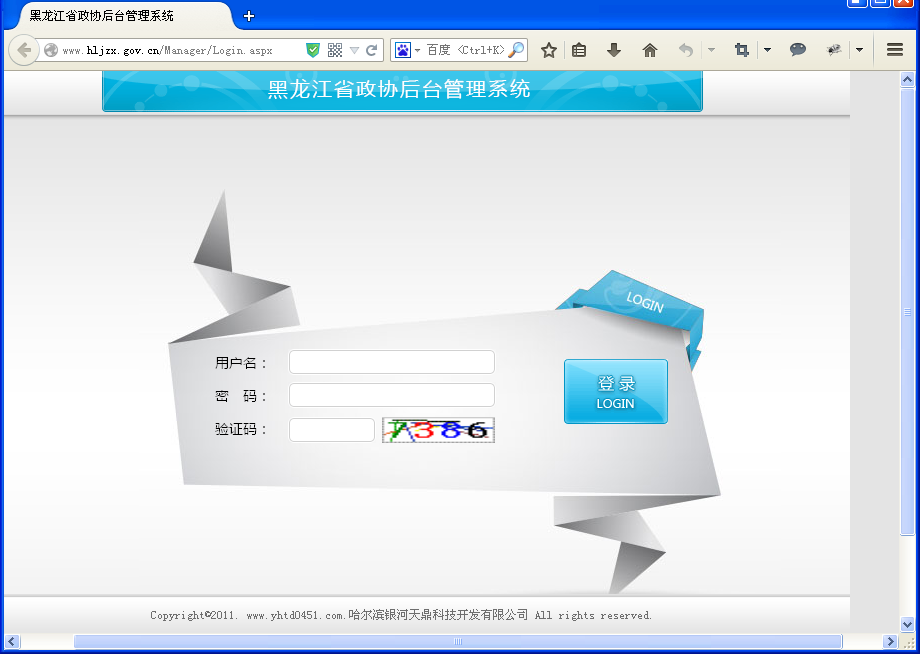 黑龙江省政协后台管理系统
www.hljzx.gov.cn/Manager/Login.aspx
百度 <Ctrl+K>
黑龙江省政协后台管理系统
LOGIN
用户名：
密 码：
登 录
LOGIN
验证码：
7386
Copyright©2011. www.yhtd0451.com.哈尔滨银河天鼎科技开发有限公司 All rights reserved.